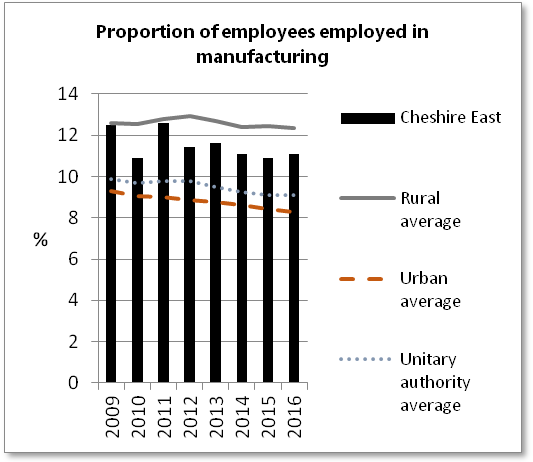 Proportion of employees employed in
manufacturing
14
12
10
8
6
4
2
0
%
2009
2010
2011
2012
2013
2014
2015
2016
Cheshire East
Rural
average
Urban
average
Unitary
authority
average